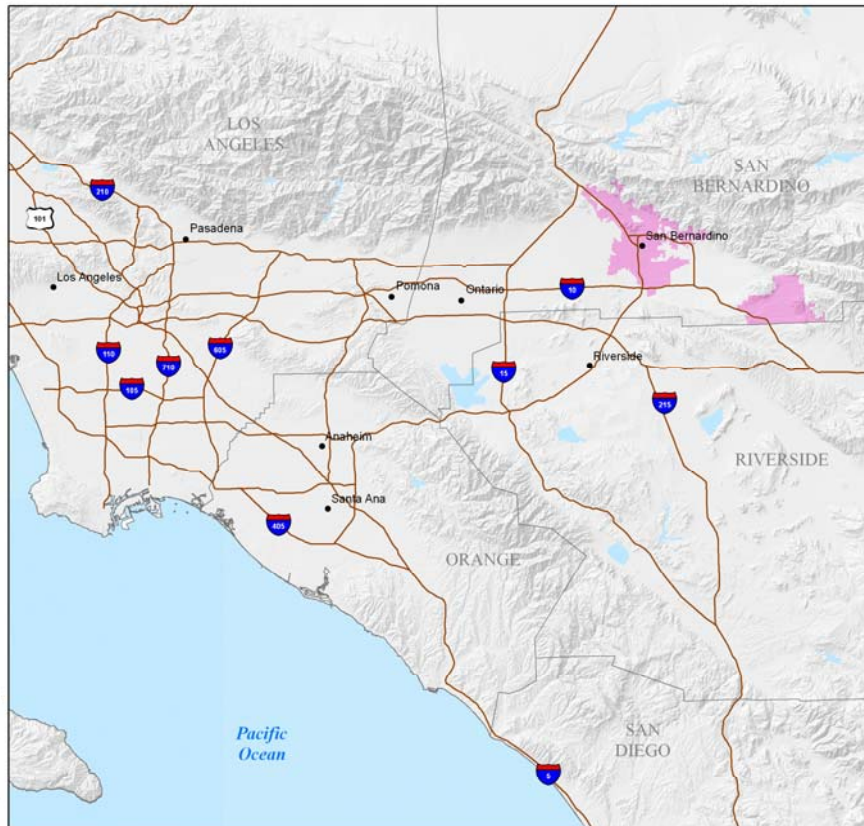 LOS
ANGELES
SAN
BERNARDINO
210
101
Pasadena
San Bernardino
Los Angeles
Pomona
Ontario
10
110
710
605
105
15
Riverside
215
Anaheim
RIVERSIDE
Santa Ana
405
ORANGE
Pacific
Ocean
SAN
DIEGO
5